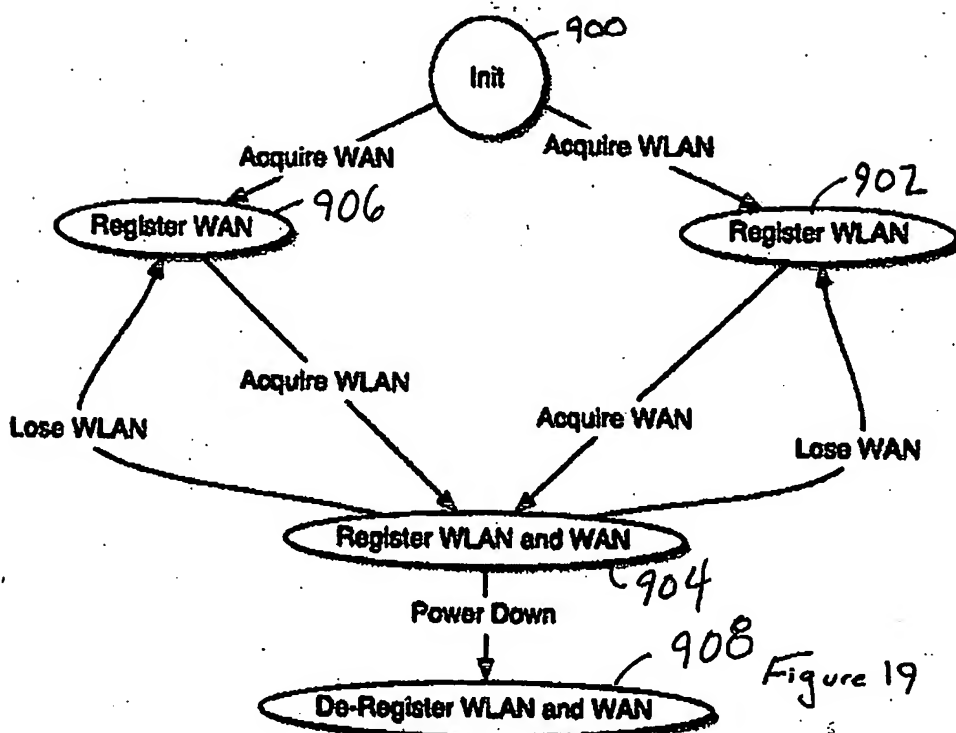 900
Init
Acquire WAN
Acquire WLAN
906
902
Register WAN
Register WLAN
Acquire WLAN
Acquire WAN
Lose WLAN
Lose WAN
Register WLAN and WAN
904
Power Down
908
Figure 19
De-Register WLAN and WAN